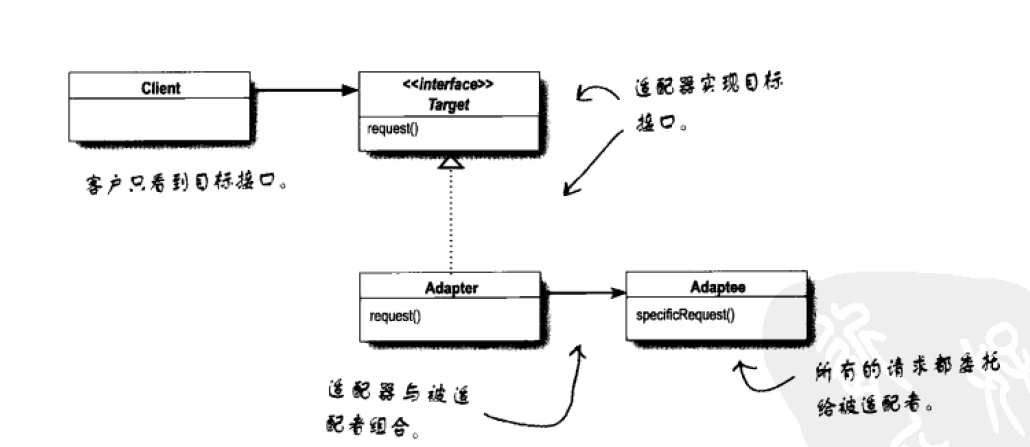 Client
<<interface>>
Target
request()
适配器实现目标
接口。
客户只看到目标接口。
Adapter
request()
Adaptee
specificRequest()
适配器与被适
配者组合。
所有的请求都委托
给被适配者。